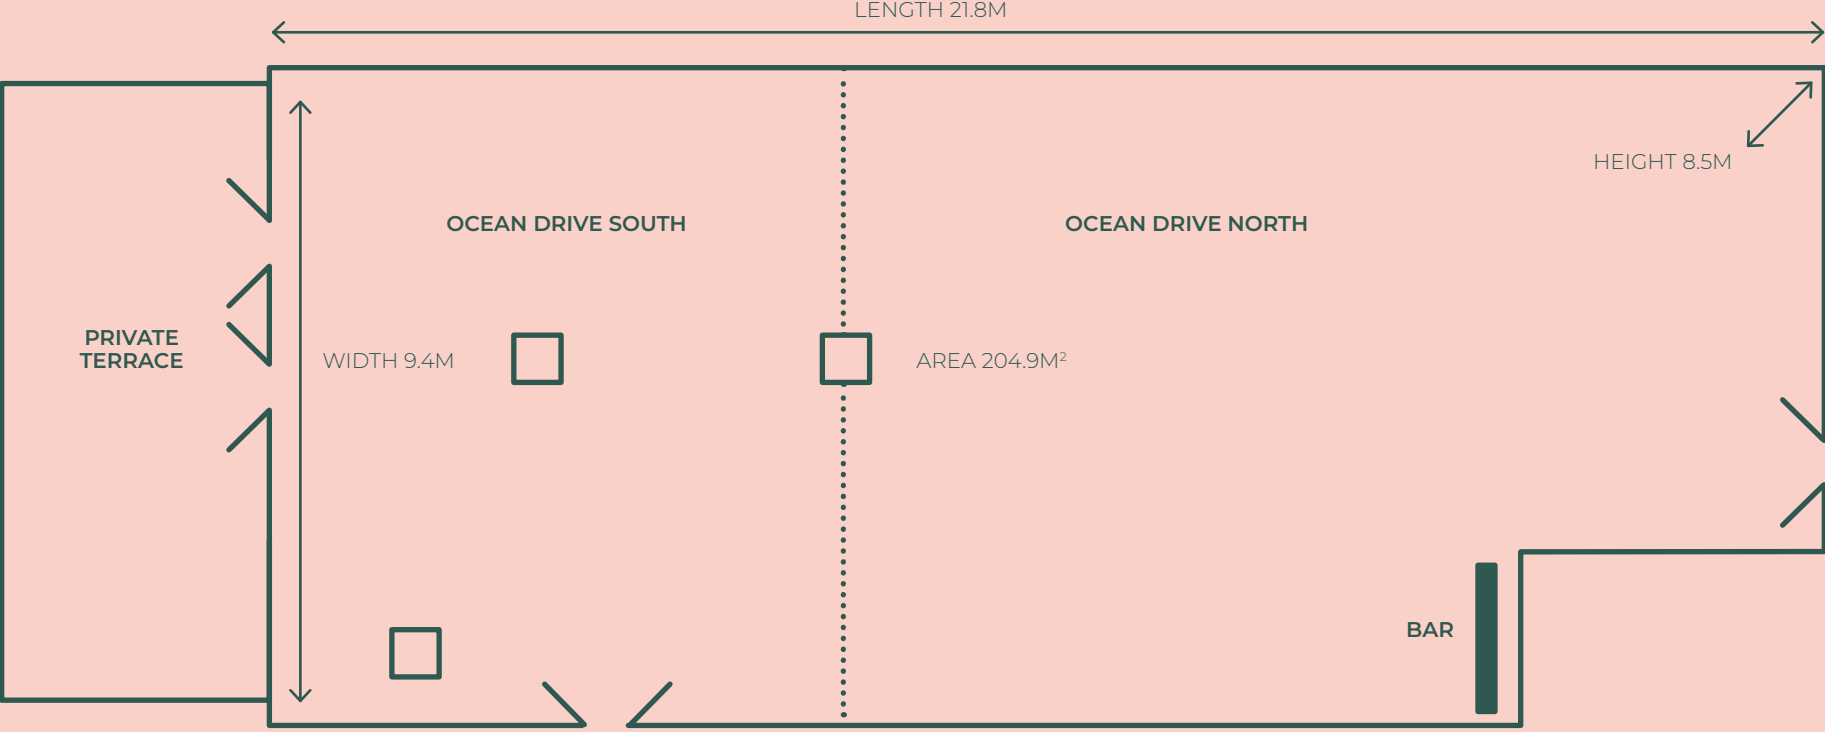 LENGTH 21.8M
HEIGHT 8.5M
OCEAN DRIVE SOUTH
OCEAN DRIVE NORTH
PRIVATE
TERRACE
WIDTH 9.4M
AREA 204.9M²
BAR